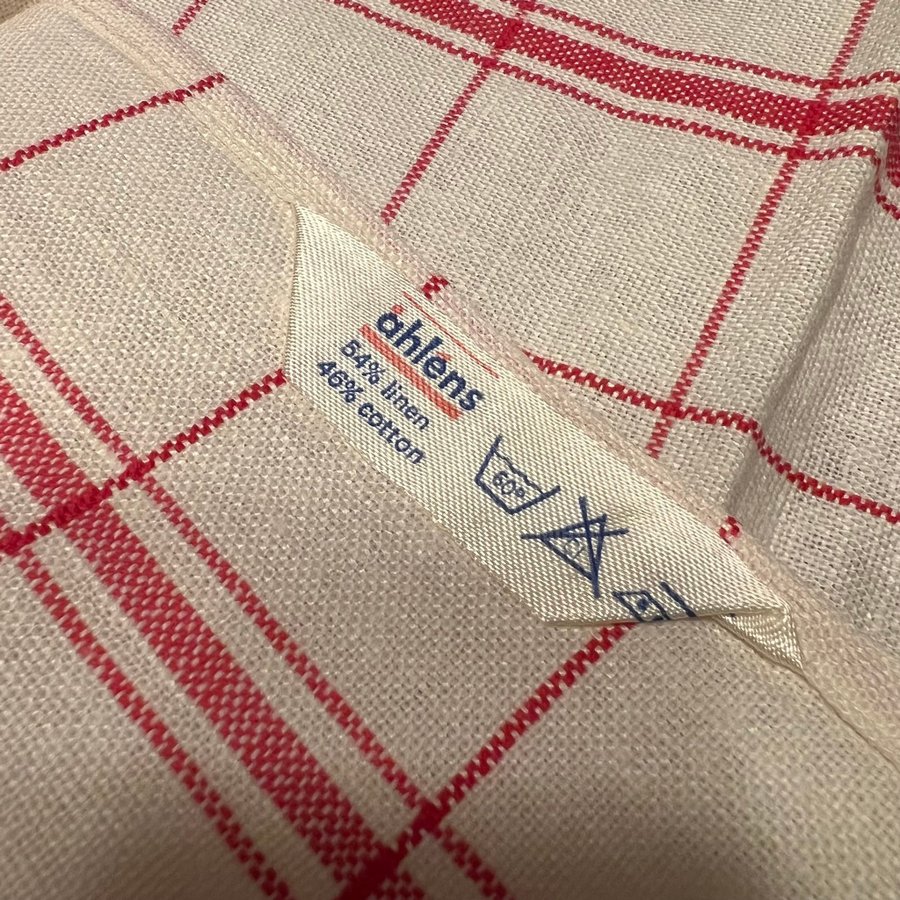 åhlens
54% linen
46% cotton
60°